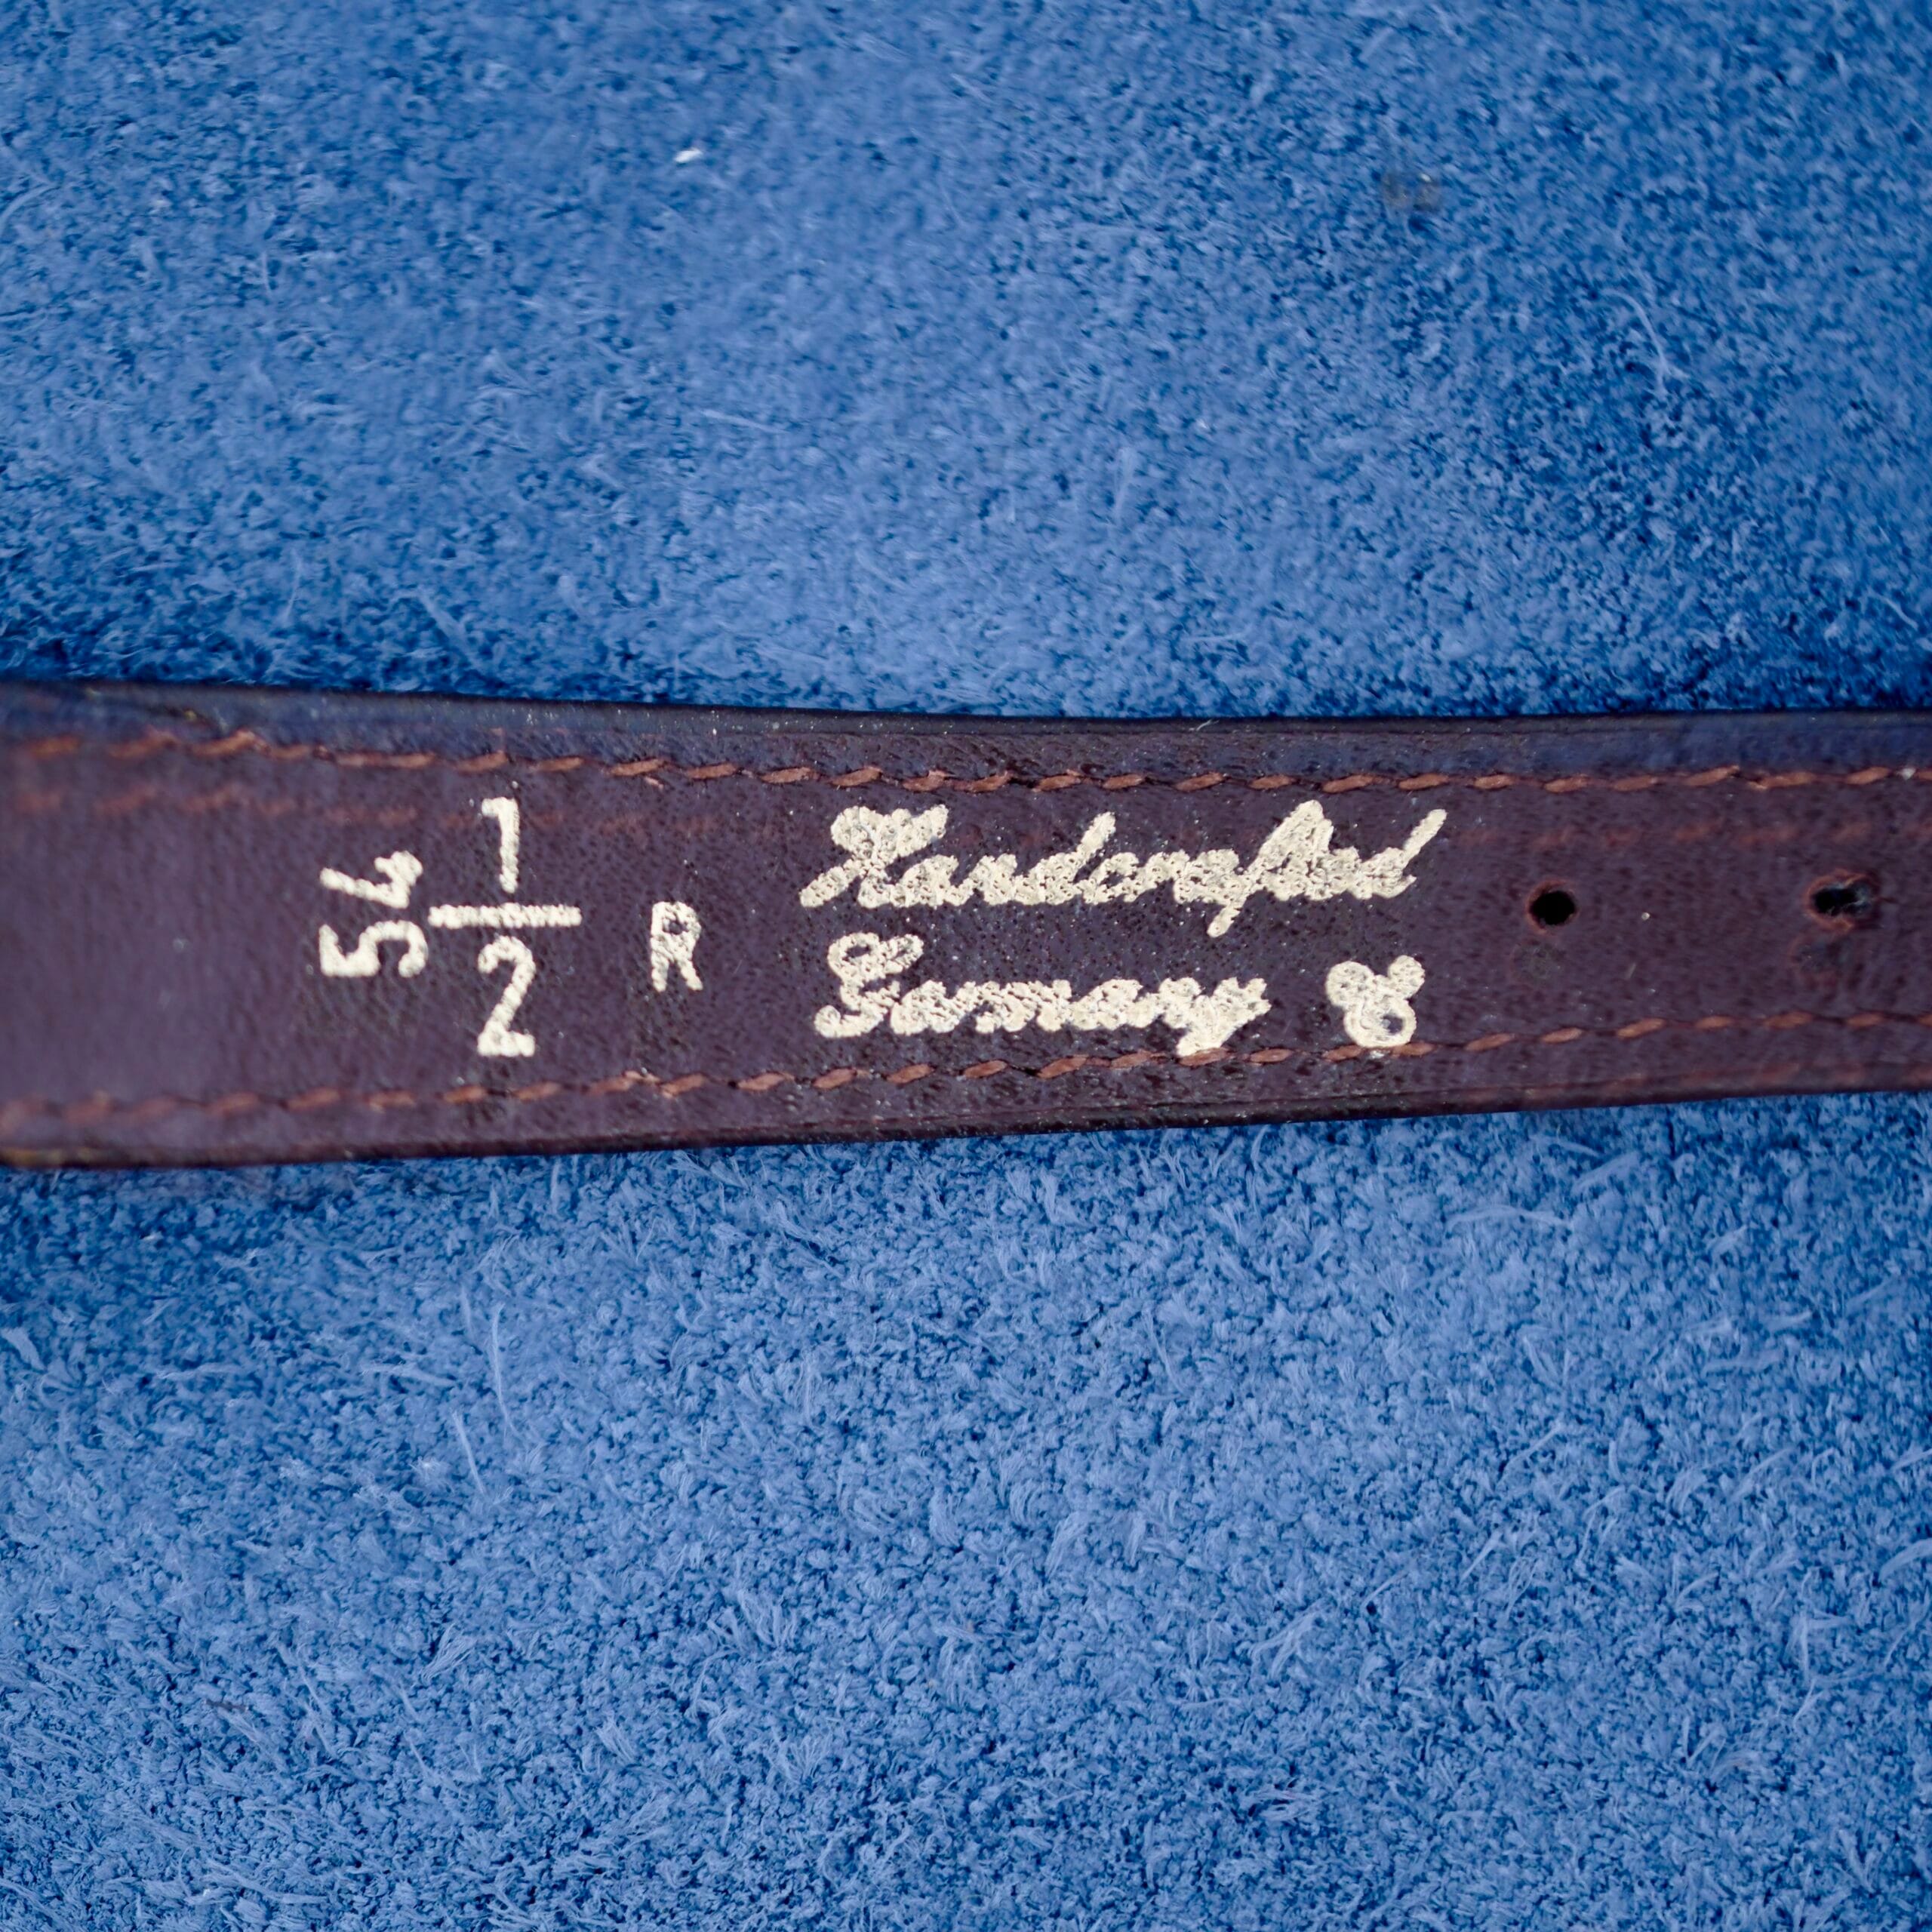 54 1/2 R
Handcrafted
Germany